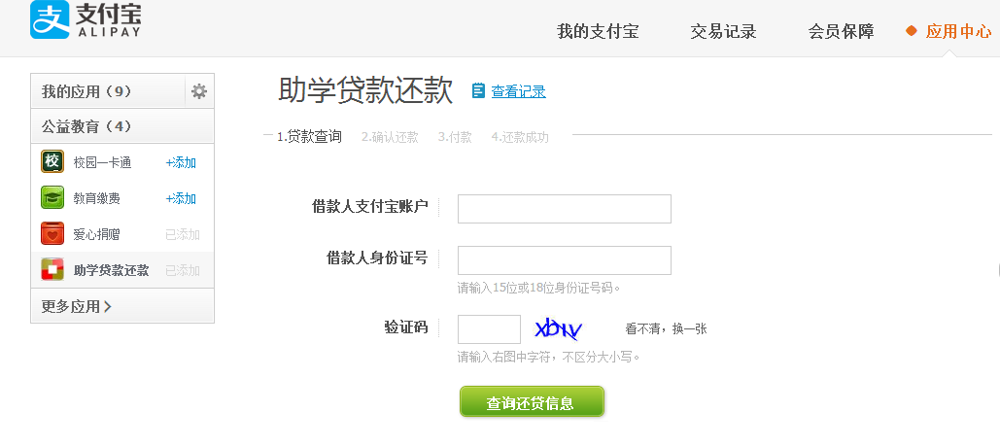 支付宝
ALIPAY
我的支付宝 交易记录 会员保障 应用中心
我的应用（9）
公益教育（4）
校园一卡通 +添加
教育缴费 +添加
爱心捐赠 已添加
助学贷款还款 已添加
更多应用
助学贷款还款 查看记录
1.贷款查询 2.确认还款 3.付款 4.还款成功
借款人支付宝账户
借款人身份证号
请输入15位或18位身份证号码。
验证码 xbiv 看不清，换一张
请输入右图中字符，不区分大小写。
查询还贷信息